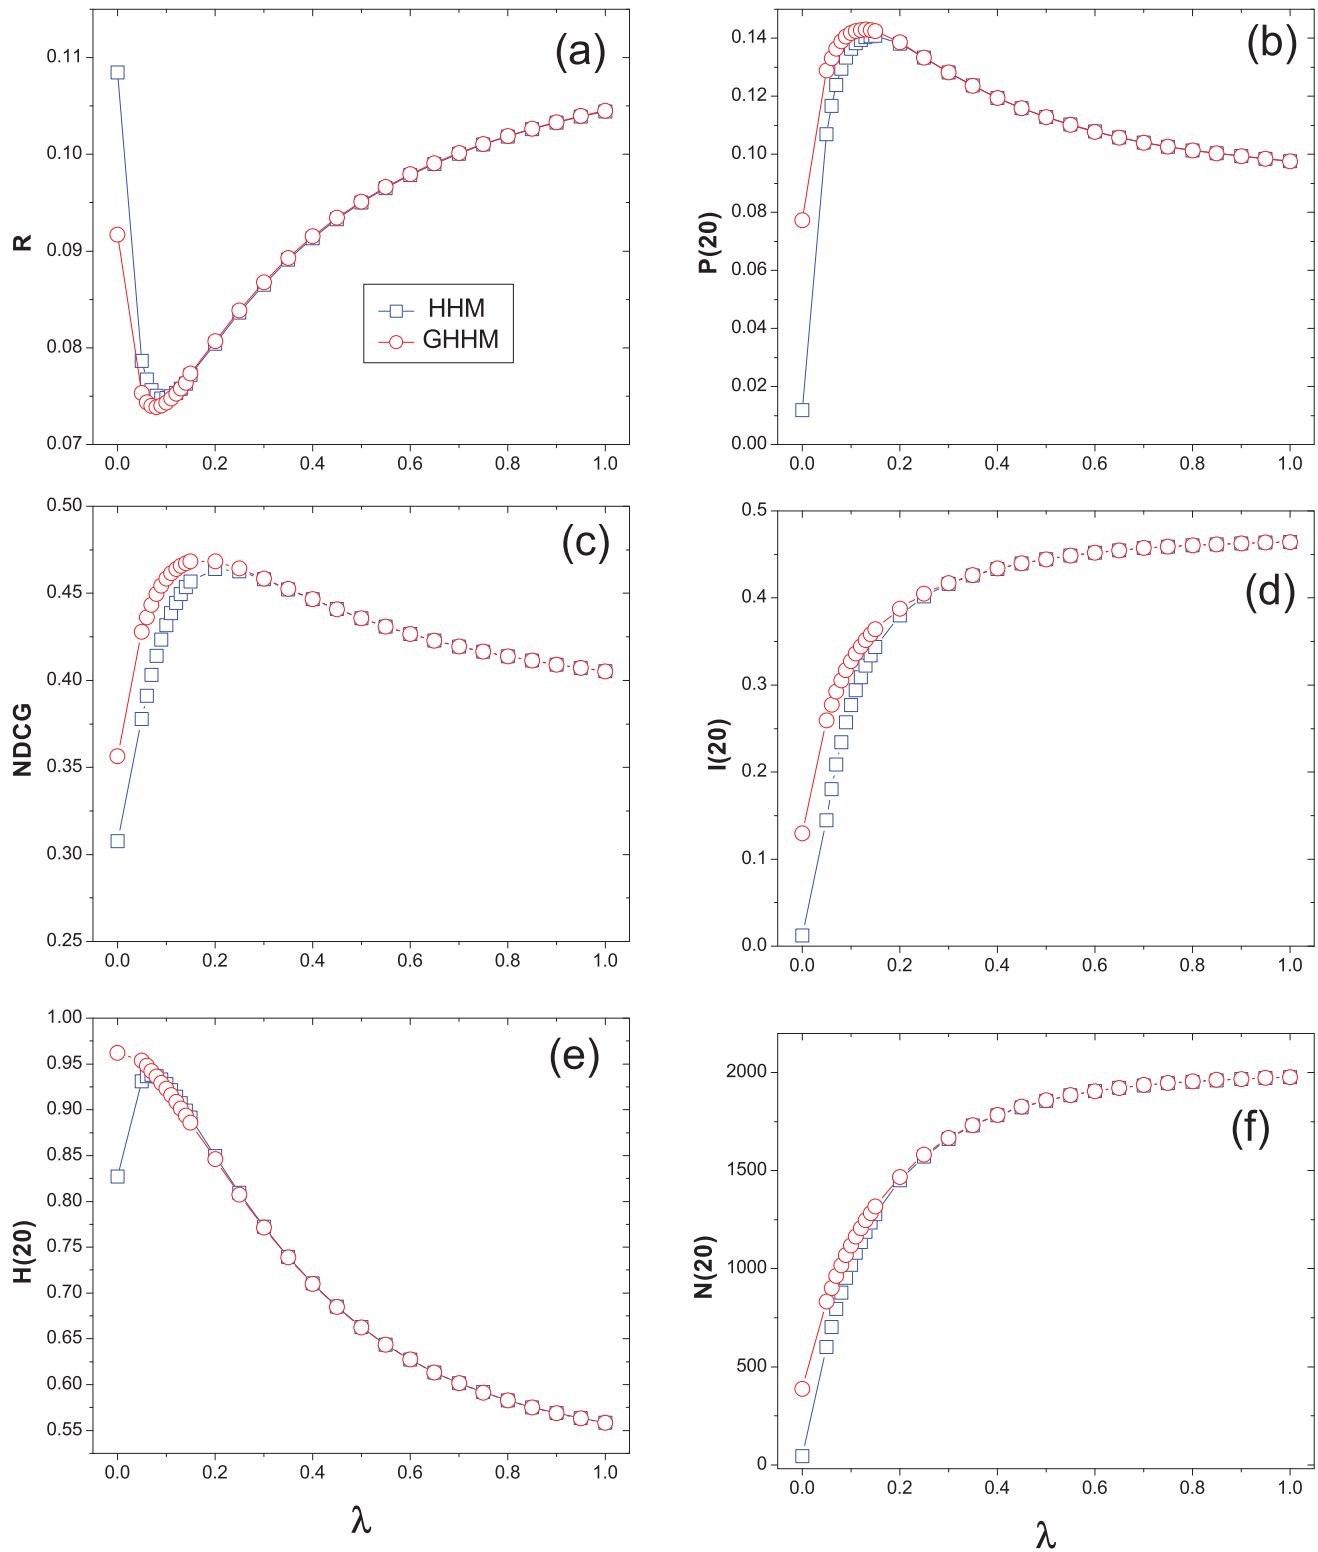 (a)
0.11
0.10
0.09
0.08
0.07
R
HHM
GHHM
0.0 0.2 0.4 0.6 0.8 1.0
(b)
0.14
0.12
0.10
0.08
0.06
0.04
0.02
0.00
P(20)
0.0 0.2 0.4 0.6 0.8 1.0
(c)
0.50
0.45
0.40
0.35
0.30
0.25
NDCG
0.0 0.2 0.4 0.6 0.8 1.0
(d)
0.5
0.4
0.3
0.2
0.1
0.0
I(20)
0.0 0.2 0.4 0.6 0.8 1.0
(e)
1.00
0.95
0.90
0.85
0.80
0.75
0.70
0.65
0.60
0.55
H(20)
0.0 0.2 0.4 0.6 0.8 1.0
λ
(f)
2000
1500
1000
500
0
N(20)
0.0 0.2 0.4 0.6 0.8 1.0
λ